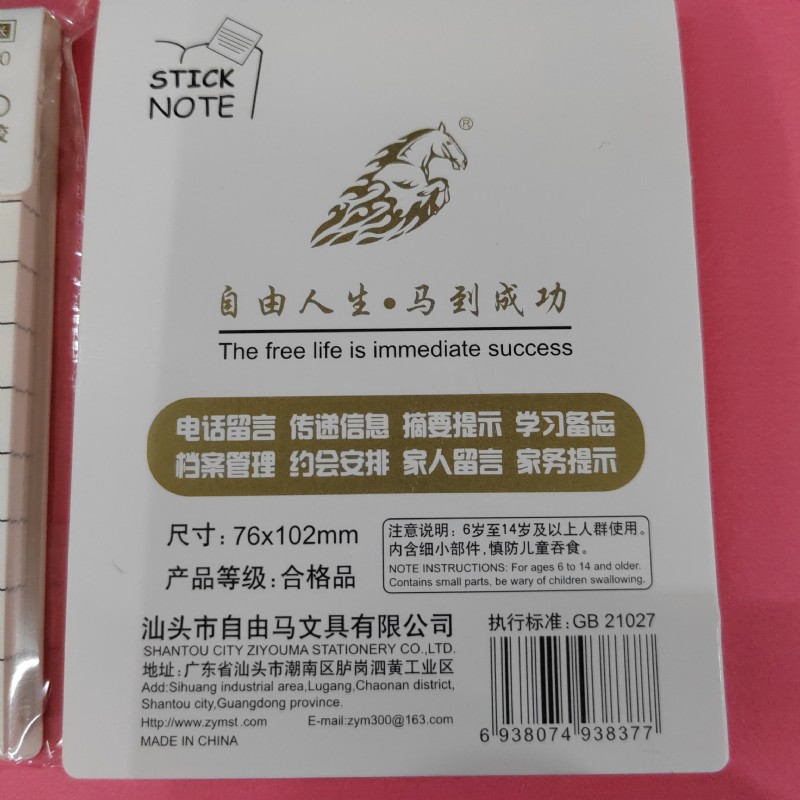 STICK
NOTE
®
自由人生•马到成功
The free life is immediate success
电话留言 传递信息 摘要提示 学习备忘
档案管理 约会安排 家人留言 家务提示
尺寸: 76x102mm
产品等级: 合格品
注意说明: 6岁至14岁及以上人群使用。
内含细小部件,慎防儿童吞食。
NOTE INSTRUCTIONS: For ages 6 to 14 and older.
Contains small parts, be wary of children swallowing.
汕头市自由马文具有限公司
SHANTOU CITY ZIYOUMA STATIONERY CO.,LTD.
地址: 广东省汕头市潮南区胪岗泗黄工业区
Add:Sihuang industrial area,Lugang,Chaonan district,
Shantou city,Guangdong province.
Http://www.zymst.com E-mail:zym300@163.com
MADE IN CHINA
执行标准: GB 21027
6 938074 938377